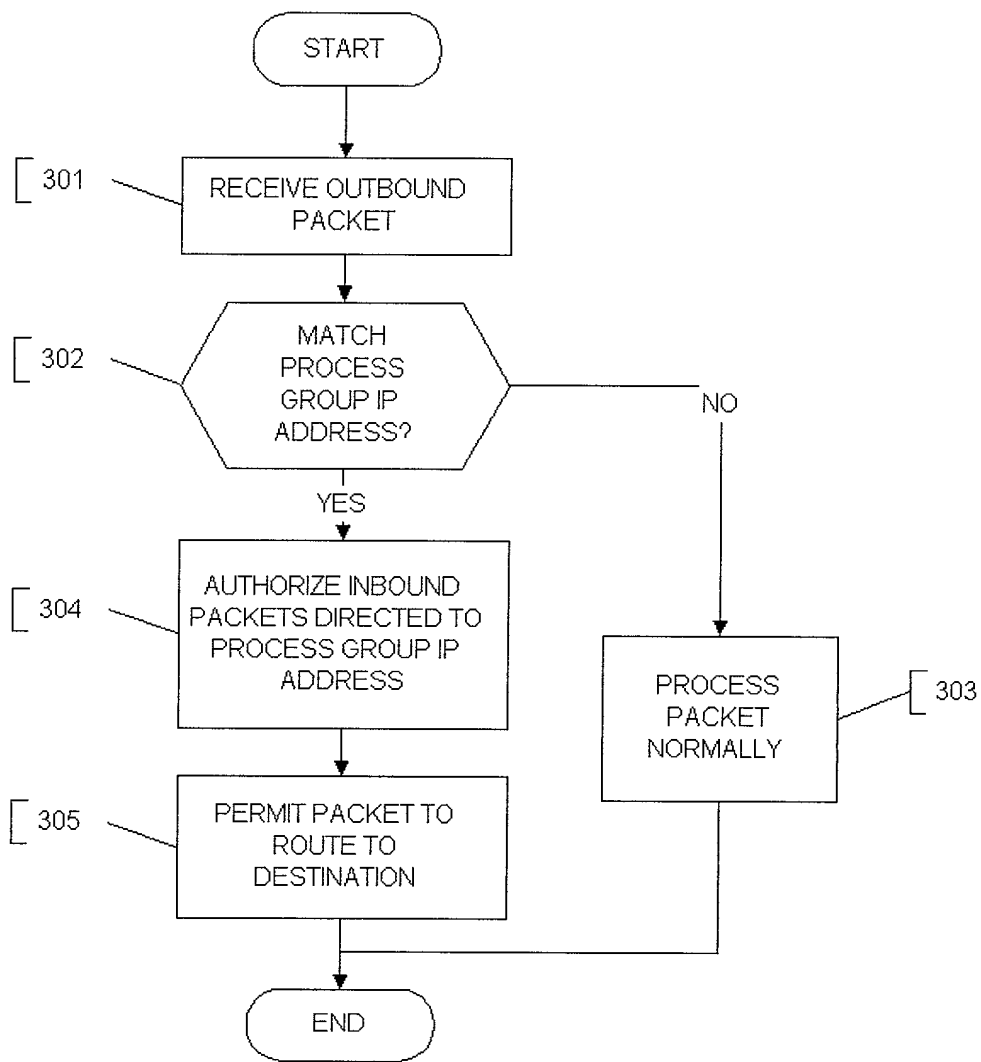 START
301
RECEIVE OUTBOUND
PACKET
302
MATCH
PROCESS
GROUP IP
ADDRESS?
NO
YES
304
AUTHORIZE INBOUND
PACKETS DIRECTED TO
PROCESS GROUP IP
ADDRESS
PROCESS
PACKET
NORMALLY
303
305
PERMIT PACKET TO
ROUTE TO
DESTINATION
END